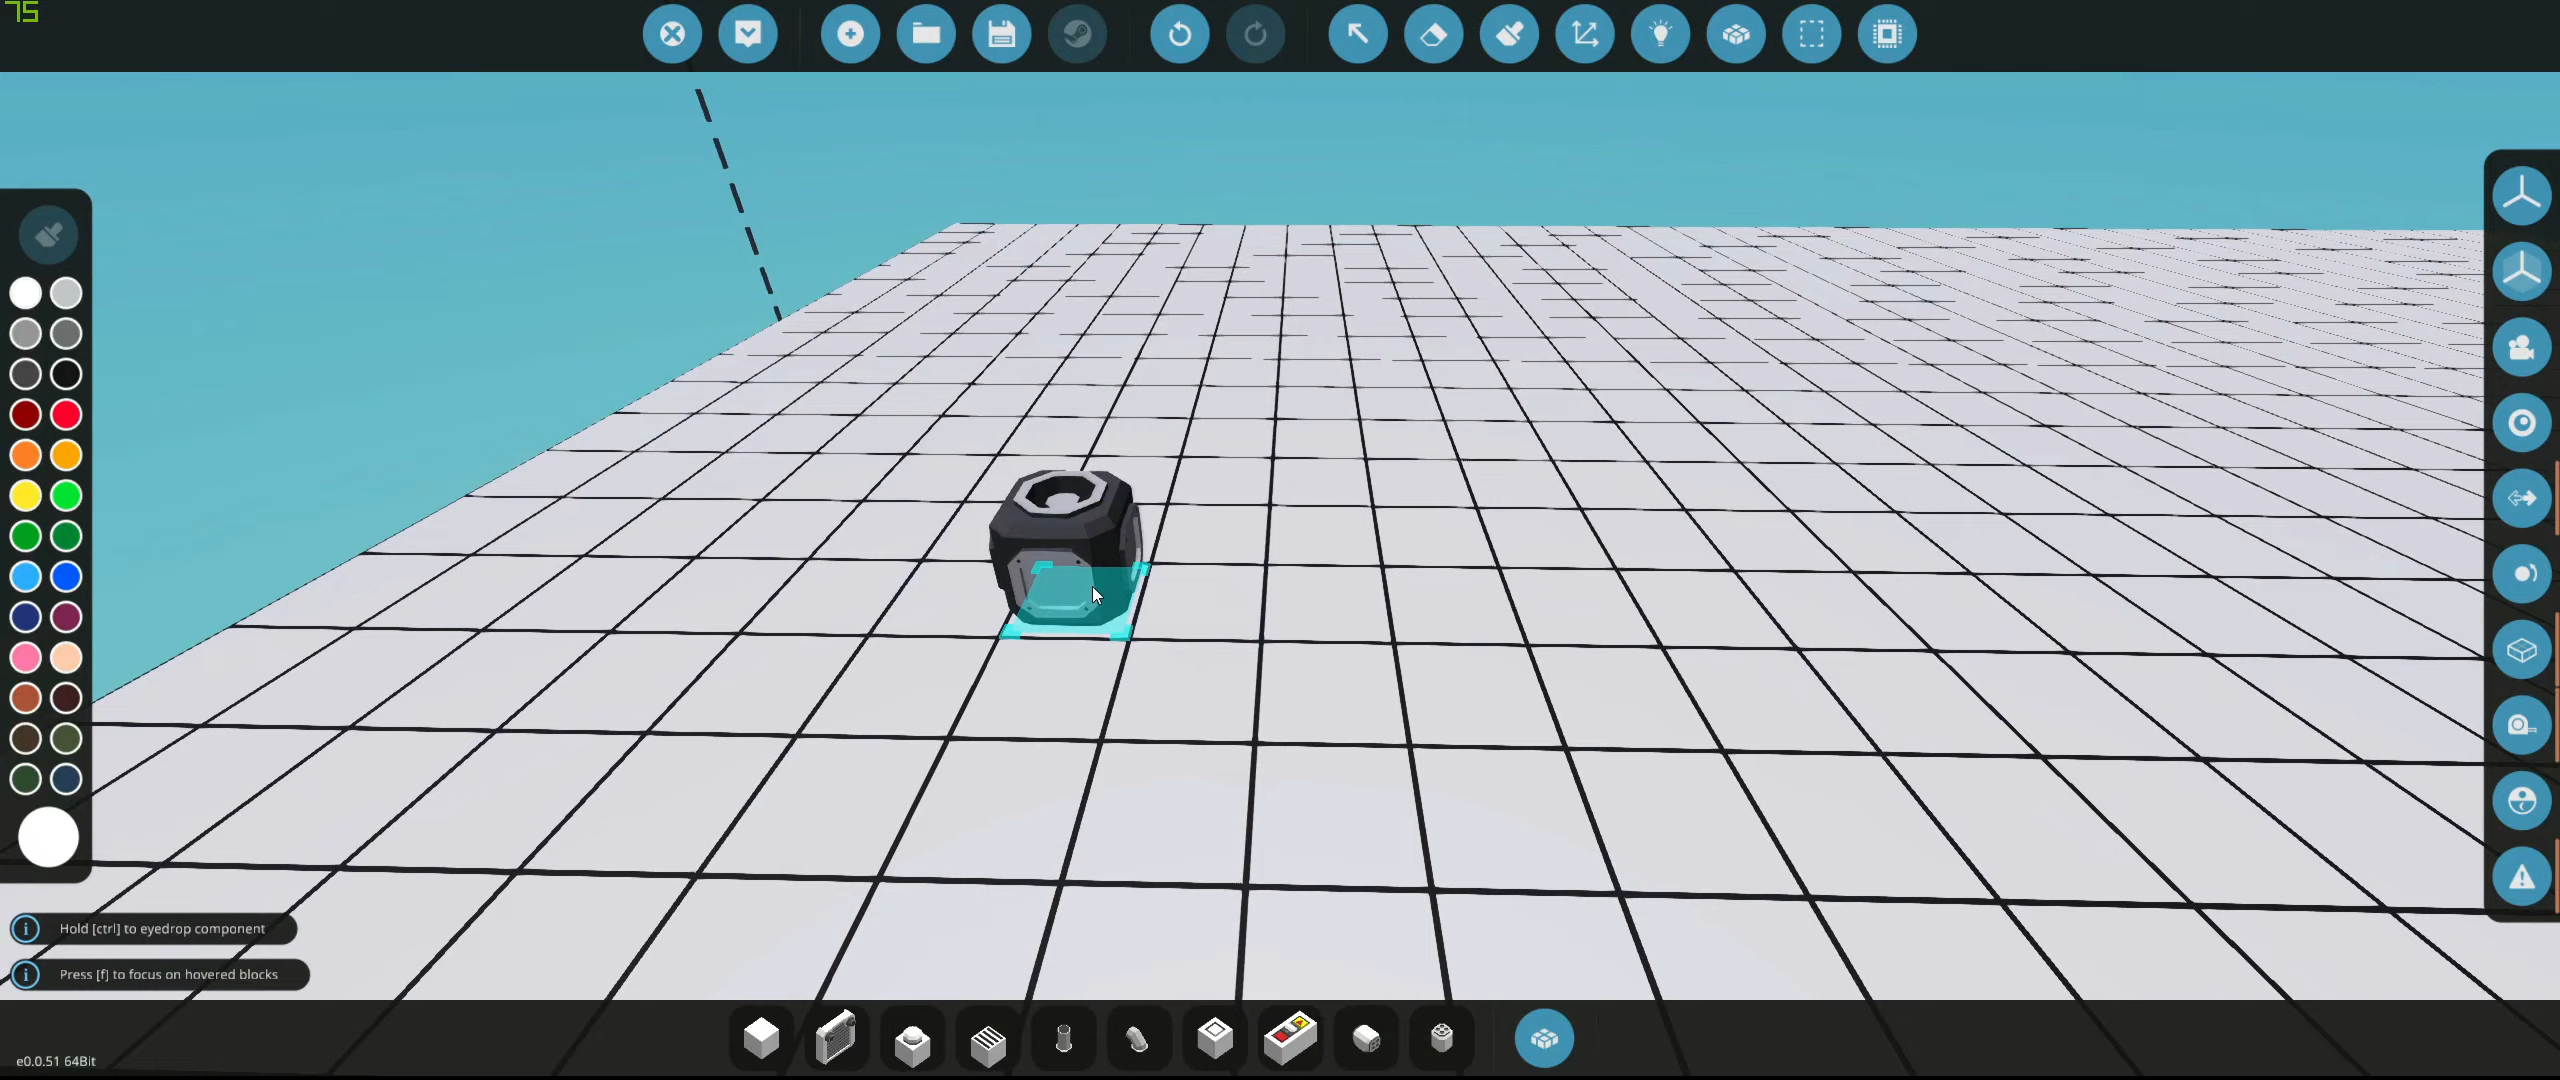 75
Hold [ctrl] to eyedrop component
Press [f] to focus on hovered blocks
e0.0.51 64Bit